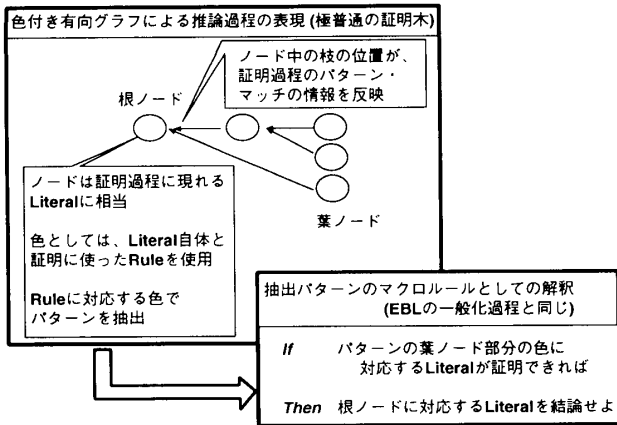 色付き有向グラフによる推論過程の表現 (極普通の証明木)
ノード中の枝の位置が、
証明過程のパターン・
マッチの情報を反映
根ノード
ノードは証明過程に現れる
Literalに相当
色としては、Literal自体と
証明に使ったRuleを使用
Ruleに対応する色で
パターンを抽出
葉ノード
抽出パターンのマクロルールとしての解釈
(EBLの一般化過程と同じ)
If パターンの葉ノード部分の色に
対応するLiteralが証明できれば
Then 根ノードに対応するLiteralを結論せよ